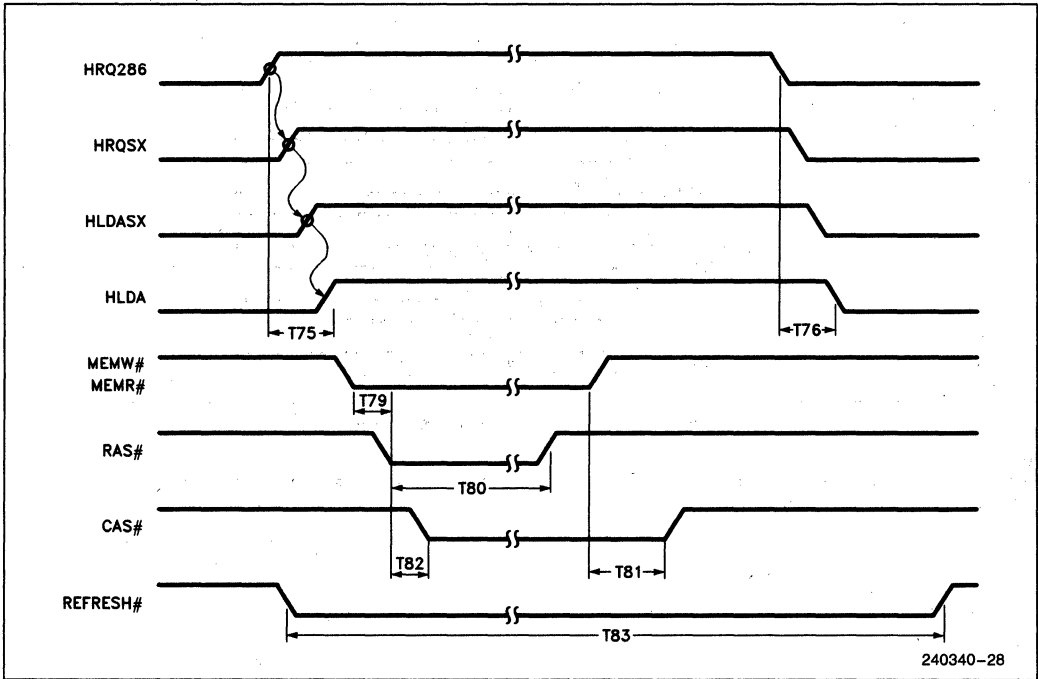 HRQ286
HRQSX
HLDASX
HLDA
T75
T76
MEMW#
MEMR#
T79
RAS#
T80
CAS#
T82
T81
REFRESH#
T83
240340-28